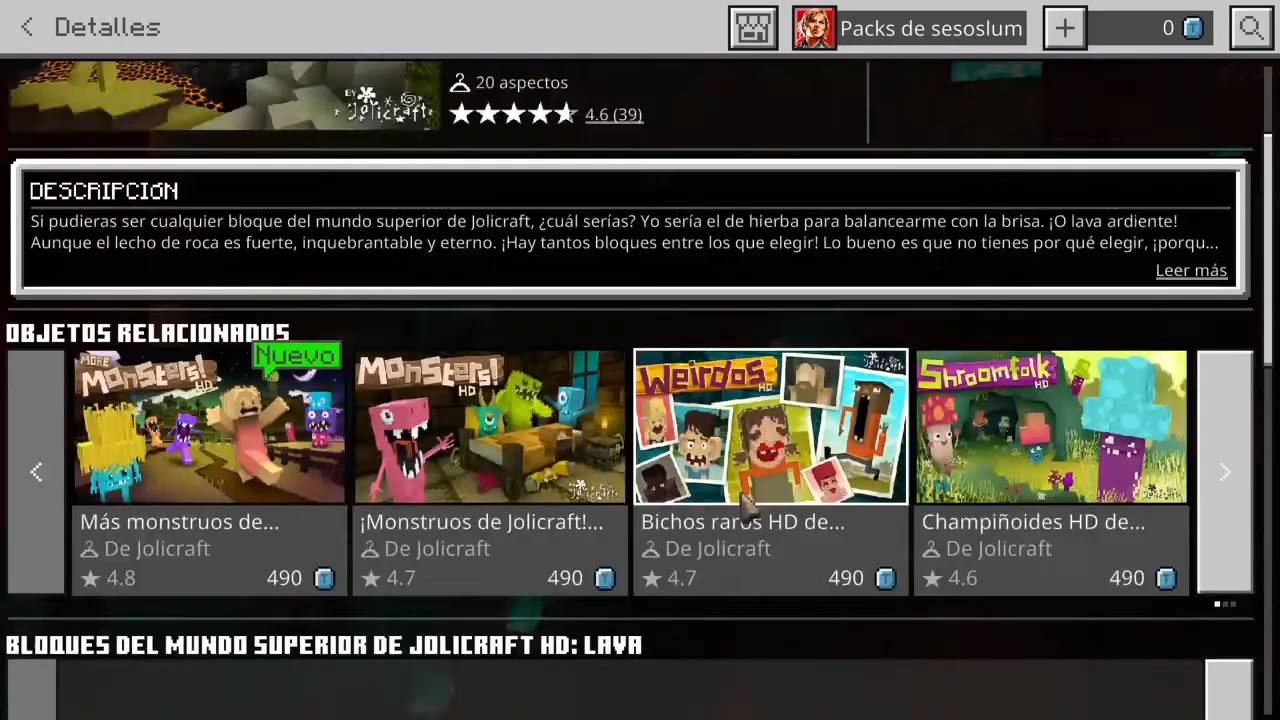 Detalles
Packs de sesoslum
0
BY Jolicraft
20 aspectos
4.6 (39)
DESCRIPCIÓN
Si pudieras ser cualquier bloque del mundo superior de Jolicraft, ¿cuál serías? Yo sería el de hierba para balancearme con la brisa. ¡O lava ardiente!
Aunque el lecho de roca es fuerte, inquebrantable y eterno. ¡Hay tantos bloques entre los que elegir! Lo bueno es que no tienes por qué elegir, ¡porqu...
Leer más
OBJETOS RELACIONADOS
Nuevo
MORE
MONSTERS!
HD
MONSTERS!
HD
Jolicraft
WEIRDOS
HD
Jolicraft
SHROOMFOLK
HD
Jolicraft
Más monstruos de...
De Jolicraft
4.8
490
¡Monstruos de Jolicraft!...
De Jolicraft
4.7
490
Bichos raros HD de...
De Jolicraft
4.7
490
Champiñoides HD de...
De Jolicraft
4.6
490
BLOQUES DEL MUNDO SUPERIOR DE JOLICRAFT HD: LAVA